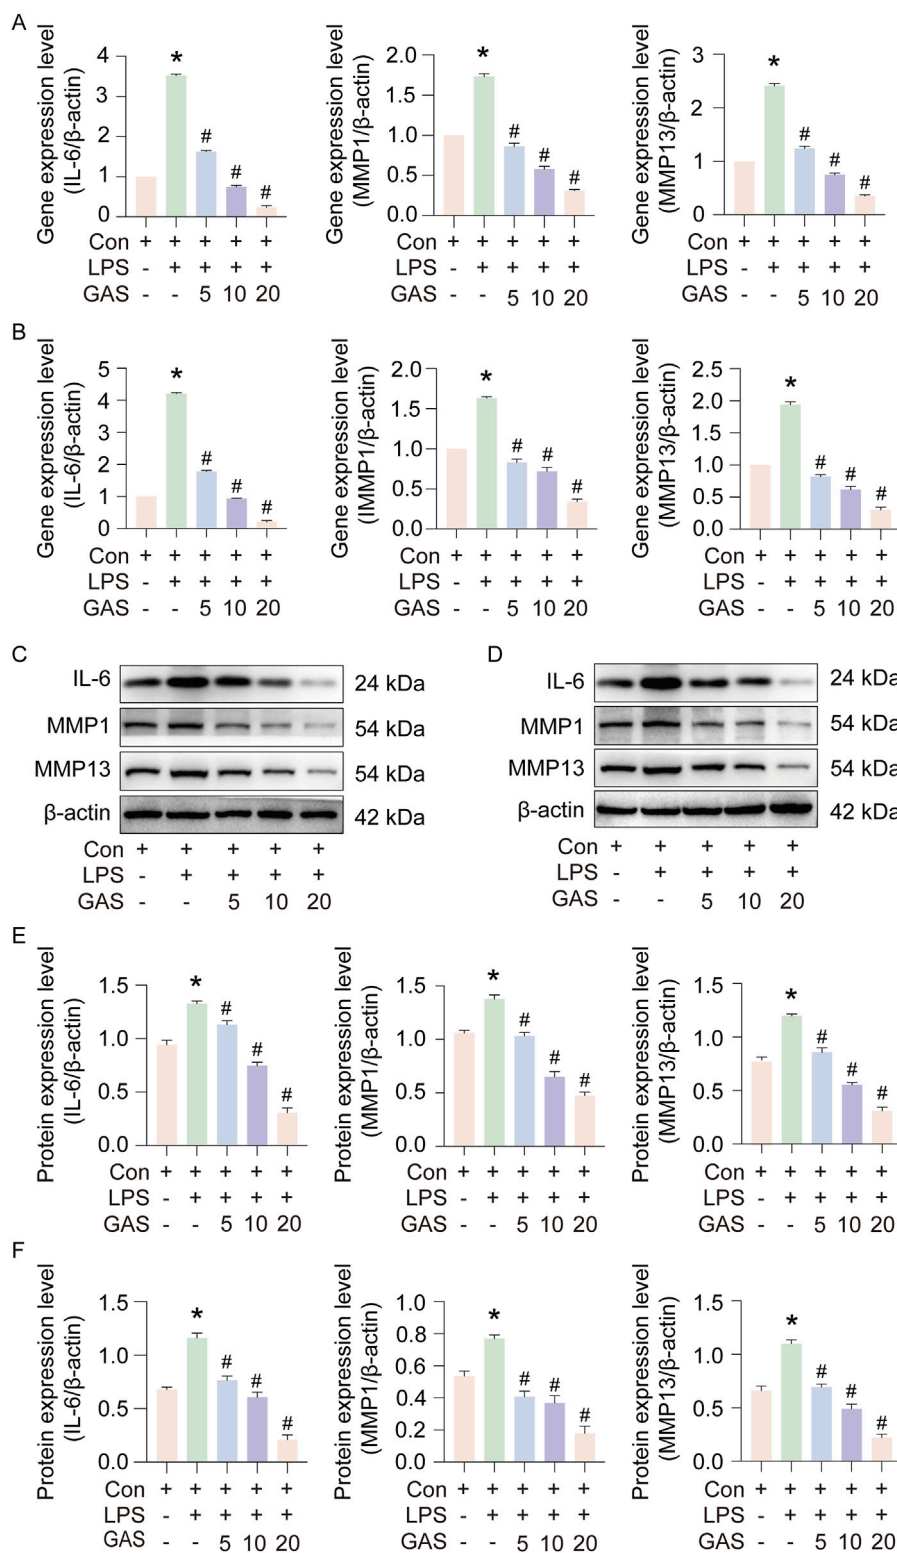 A
Gene expression level
(IL-6/β-actin)
4
3
2
1
0
*
#
#
#
Con + + + + +
LPS - + + + +
GAS - - 5 10 20
Gene expression level
(MMP1/β-actin)
2.0
1.5
1.0
0.5
0.0
*
#
#
#
Con + + + + +
LPS - + + + +
GAS - - 5 10 20
Gene expression level
(MMP13/β-actin)
3
2
1
0
*
#
#
#
Con + + + + +
LPS - + + + +
GAS - - 5 10 20
B
Gene expression level
(IL-6/β-actin)
5
4
3
2
1
0
*
#
#
#
Con + + + + +
LPS - + + + +
GAS - - 5 10 20
Gene expression level
(IMMP1/β-actin)
2.0
1.5
1.0
0.5
0.0
*
#
#
#
Con + + + + +
LPS - + + + +
GAS - - 5 10 20
Gene expression level
(MMP13/β-actin)
2.5
2.0
1.5
1.0
0.5
0.0
*
#
#
#
Con + + + + +
LPS - + + + +
GAS - - 5 10 20
C
IL-6 24 kDa
MMP1 54 kDa
MMP13 54 kDa
β-actin 42 kDa
Con + + + + +
LPS - + + + +
GAS - - 5 10 20
D
IL-6 24 kDa
MMP1 54 kDa
MMP13 54 kDa
β-actin 42 kDa
Con + + + + +
LPS - + + + +
GAS - - 5 10 20
E
Protein expression level
(IL-6/β-actin)
1.5
1.0
0.5
0.0
*
#
#
#
Con + + + + +
LPS - + + + +
GAS - - 5 10 20
Protein expression level
(MMP1/β-actin)
1.5
1.0
0.5
0.0
*
#
#
#
Con + + + + +
LPS - + + + +
GAS - - 5 10 20
Protein expression level
(MMP13/β-actin)
1.5
1.0
0.5
0.0
*
#
#
#
Con + + + + +
LPS - + + + +
GAS - - 5 10 20
F
Protein expression level
(IL-6/β-actin)
1.5
1.0
0.5
0.0
*
#
#
#
Con + + + + +
LPS - + + + +
GAS - - 5 10 20
Protein expression level
(MMP1/β-actin)
1.0
0.8
0.6
0.4
0.2
0.0
*
#
#
#
Con + + + + +
LPS - + + + +
GAS - - 5 10 20
Protein expression level
(MMP13/β-actin)
1.5
1.0
0.5
0.0
*
#
#
#
Con + + + + +
LPS - + + + +
GAS - - 5 10 20